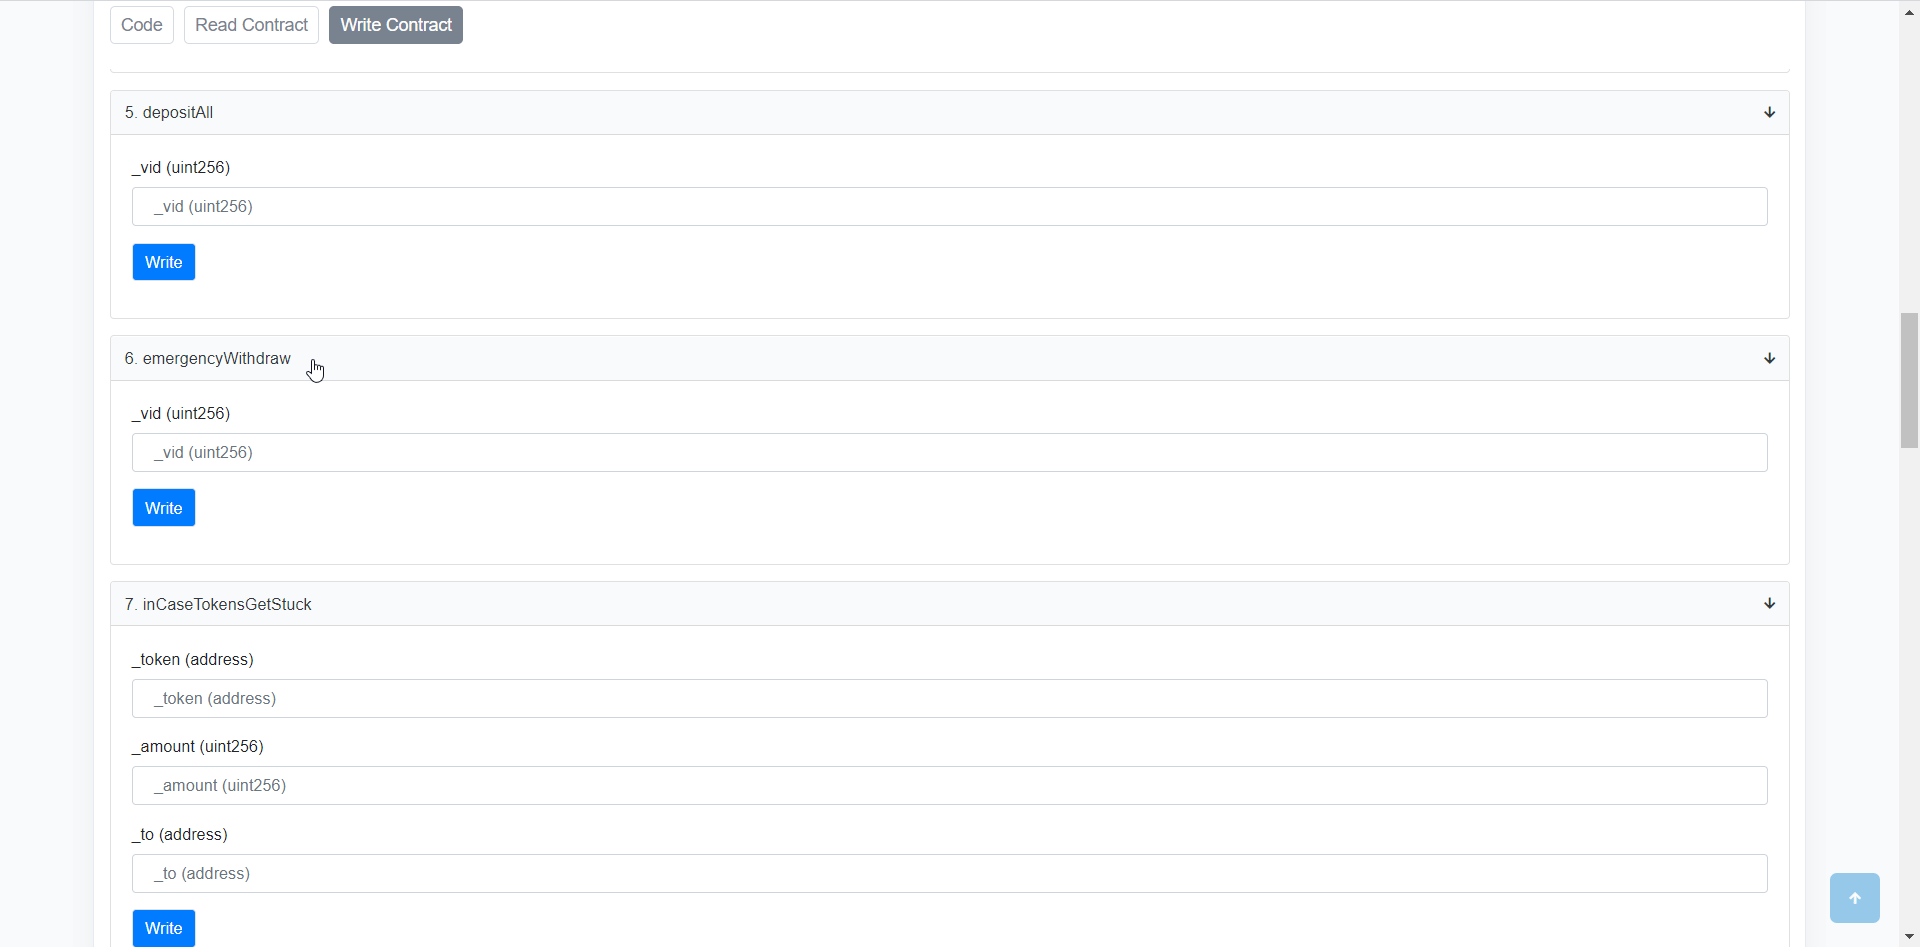 Code Read Contract Write Contract
5. depositAll
_vid (uint256)
_vid (uint256)
Write
6. emergencyWithdraw
_vid (uint256)
_vid (uint256)
Write
7. inCaseTokensGetStuck
_token (address)
_token (address)
_amount (uint256)
_amount (uint256)
_to (address)
_to (address)
Write